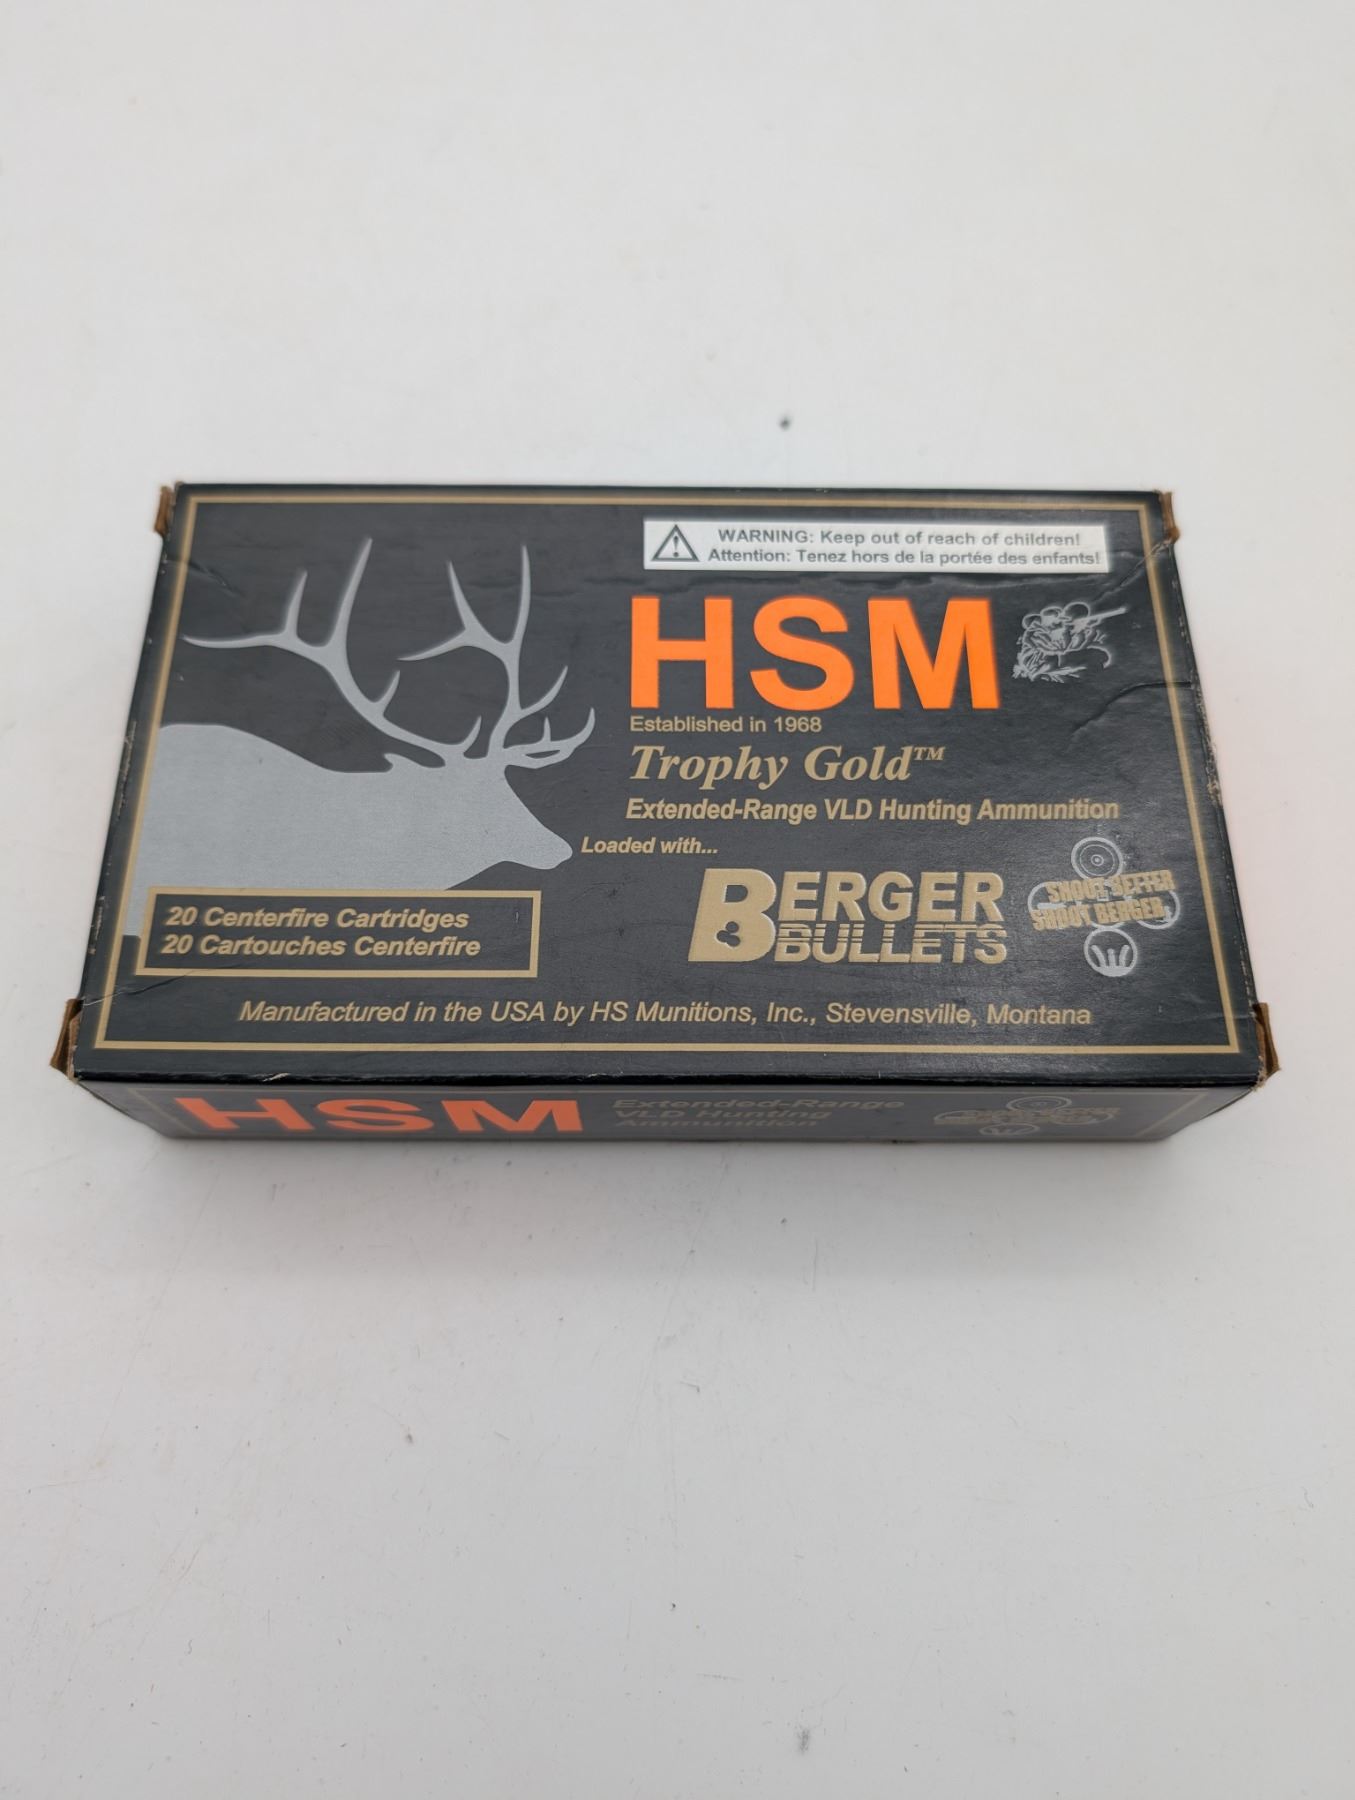 WARNING: Keep out of reach of children!
Attention: Tenez hors de la portée des enfants!
HSM
Established in 1968
Trophy Gold™
Extended-Range VLD Hunting Ammunition
Loaded with...
BERGER
BULLETS
SHOOT BETTER
SHOOT BERGER
20 Centerfire Cartridges
20 Cartouches Centerfire
Manufactured in the USA by HS Munitions, Inc., Stevensville, Montana
HSM
Extended-Range
VLD Hunting
Ammunition